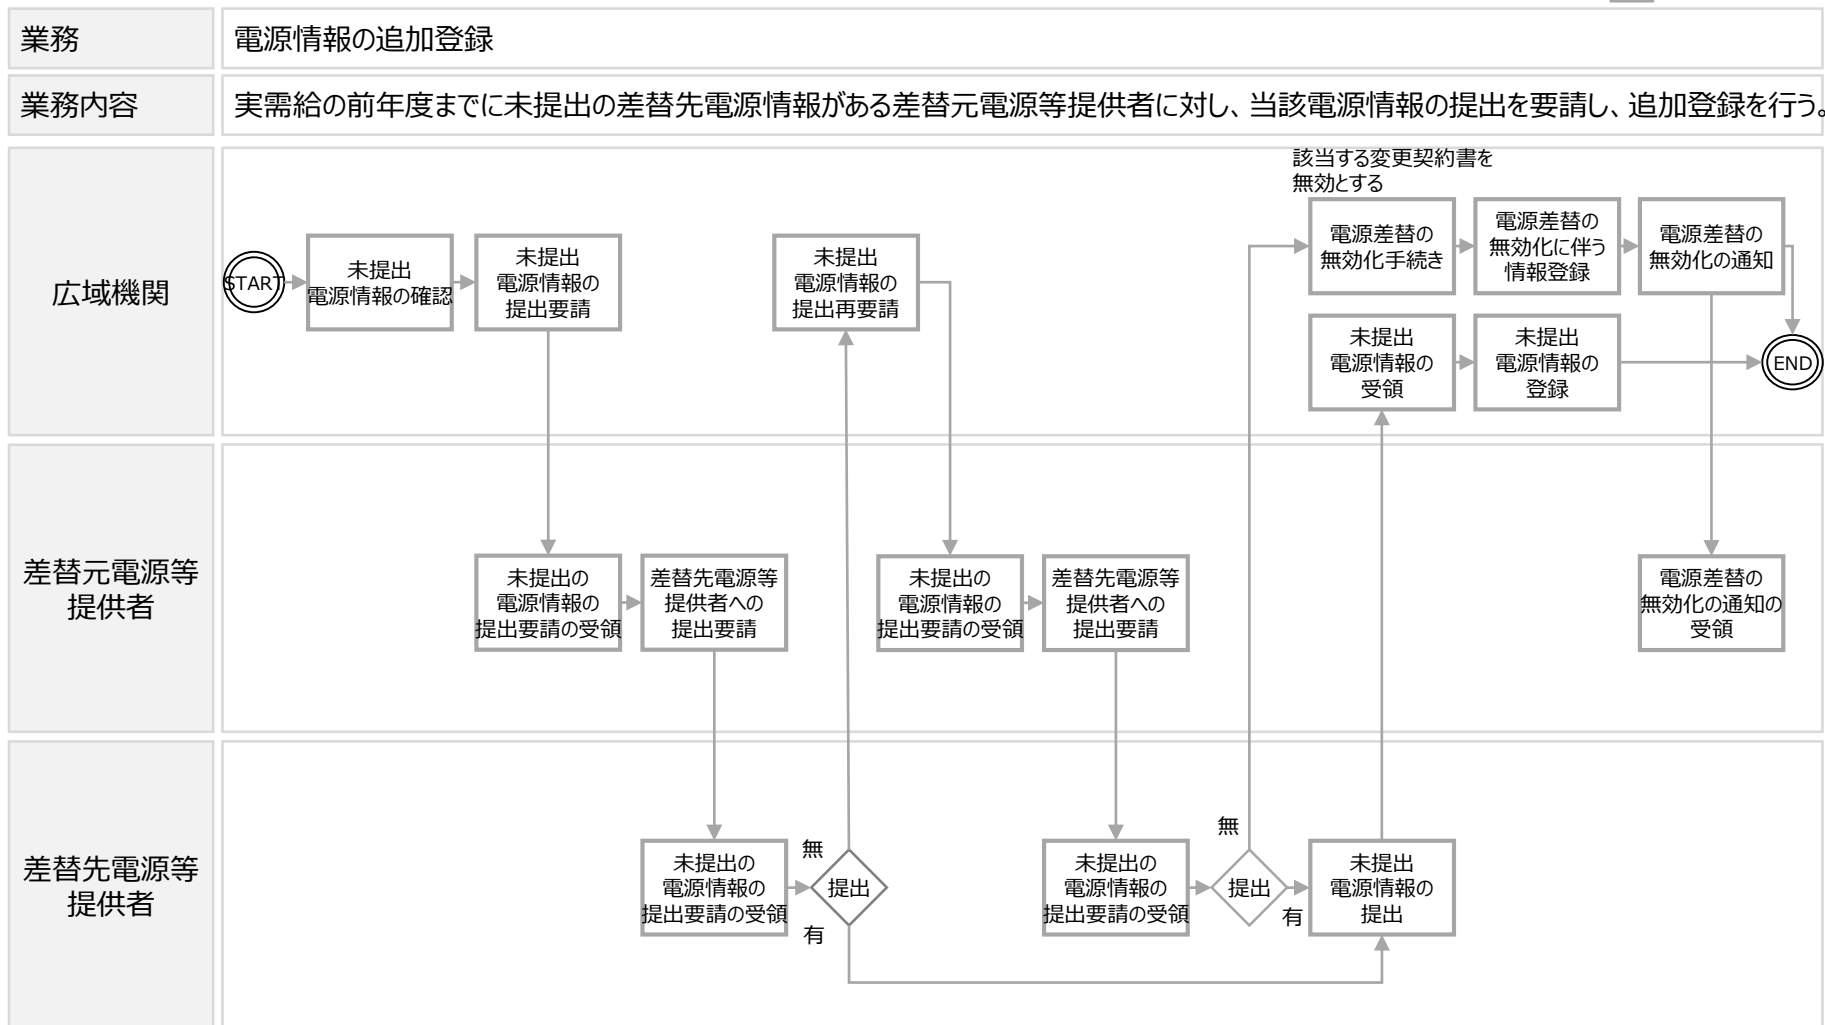 業務
電源情報の追加登録
業務内容
実需給の前年度までに未提出の差替先電源情報がある差替元電源等提供者に対し、当該電源情報の提出を要請し、追加登録を行う。
広域機関
START
未提出
電源情報の確認
未提出
電源情報の
提出要請
未提出
電源情報の
提出再要請
該当する変更契約書を
無効とする
電源差替の
無効化手続き
電源差替の
無効化に伴う
情報登録
電源差替の
無効化の通知
未提出
電源情報の
受領
未提出
電源情報の
登録
END
差替元電源等
提供者
未提出の
電源情報の
提出要請の受領
差替先電源等
提供者への
提出要請
未提出の
電源情報の
提出要請の受領
差替先電源等
提供者への
提出要請
電源差替の
無効化の通知の
受領
差替先電源等
提供者
未提出の
電源情報の
提出要請の受領
無
提出
有
未提出の
電源情報の
提出要請の受領
無
提出
有
未提出
電源情報の
提出